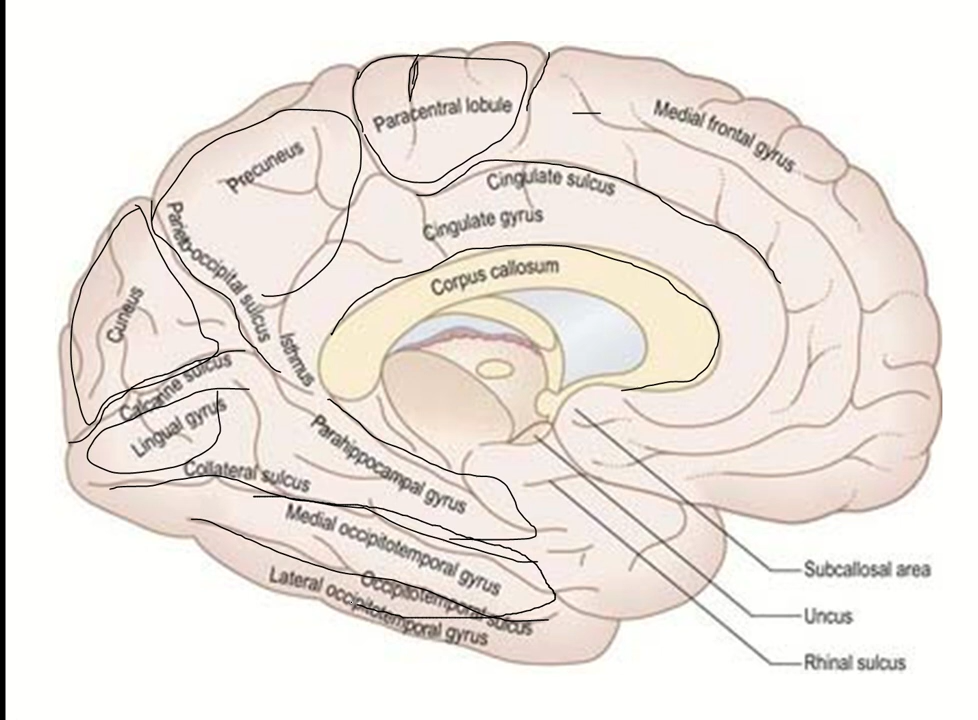 Paracentral lobule
Medial frontal gyrus
Precuneus
Cingulate sulcus
Cingulate gyrus
Parieto-occipital sulcus
Corpus callosum
Cuneus
Isthmus
Calcarine sulcus
Lingual gyrus
Parahippocampal gyrus
Collateral sulcus
Medial occipitotemporal gyrus
Occipitotemporal sulcus
Lateral occipitotemporal gyrus
Subcallosal area
Uncus
Rhinal sulcus